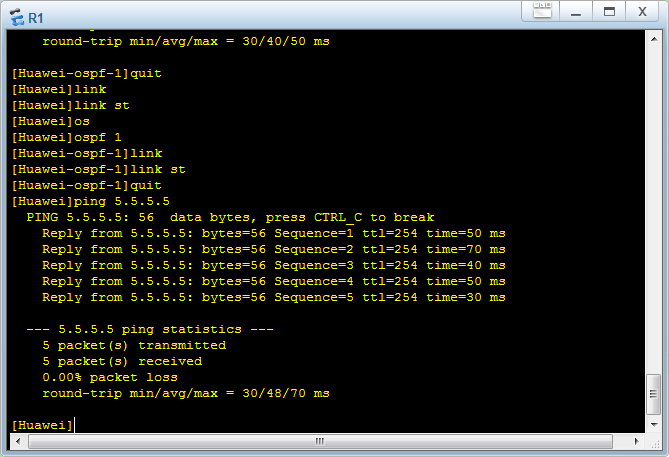 R1
round-trip min/avg/max = 30/40/50 ms
[Huawei-ospf-1]quit
[Huawei]link
[Huawei]link st
[Huawei]os
[Huawei]ospf 1
[Huawei-ospf-1]link
[Huawei-ospf-1]link st
[Huawei-ospf-1]quit
[Huawei]ping 5.5.5.5
PING 5.5.5.5: 56  data bytes, press CTRL_C to break
Reply from 5.5.5.5: bytes=56 Sequence=1 ttl=254 time=50 ms
Reply from 5.5.5.5: bytes=56 Sequence=2 ttl=254 time=70 ms
Reply from 5.5.5.5: bytes=56 Sequence=3 ttl=254 time=40 ms
Reply from 5.5.5.5: bytes=56 Sequence=4 ttl=254 time=50 ms
Reply from 5.5.5.5: bytes=56 Sequence=5 ttl=254 time=30 ms
--- 5.5.5.5 ping statistics ---
5 packet(s) transmitted
5 packet(s) received
0.00% packet loss
round-trip min/avg/max = 30/48/70 ms
[Huawei]